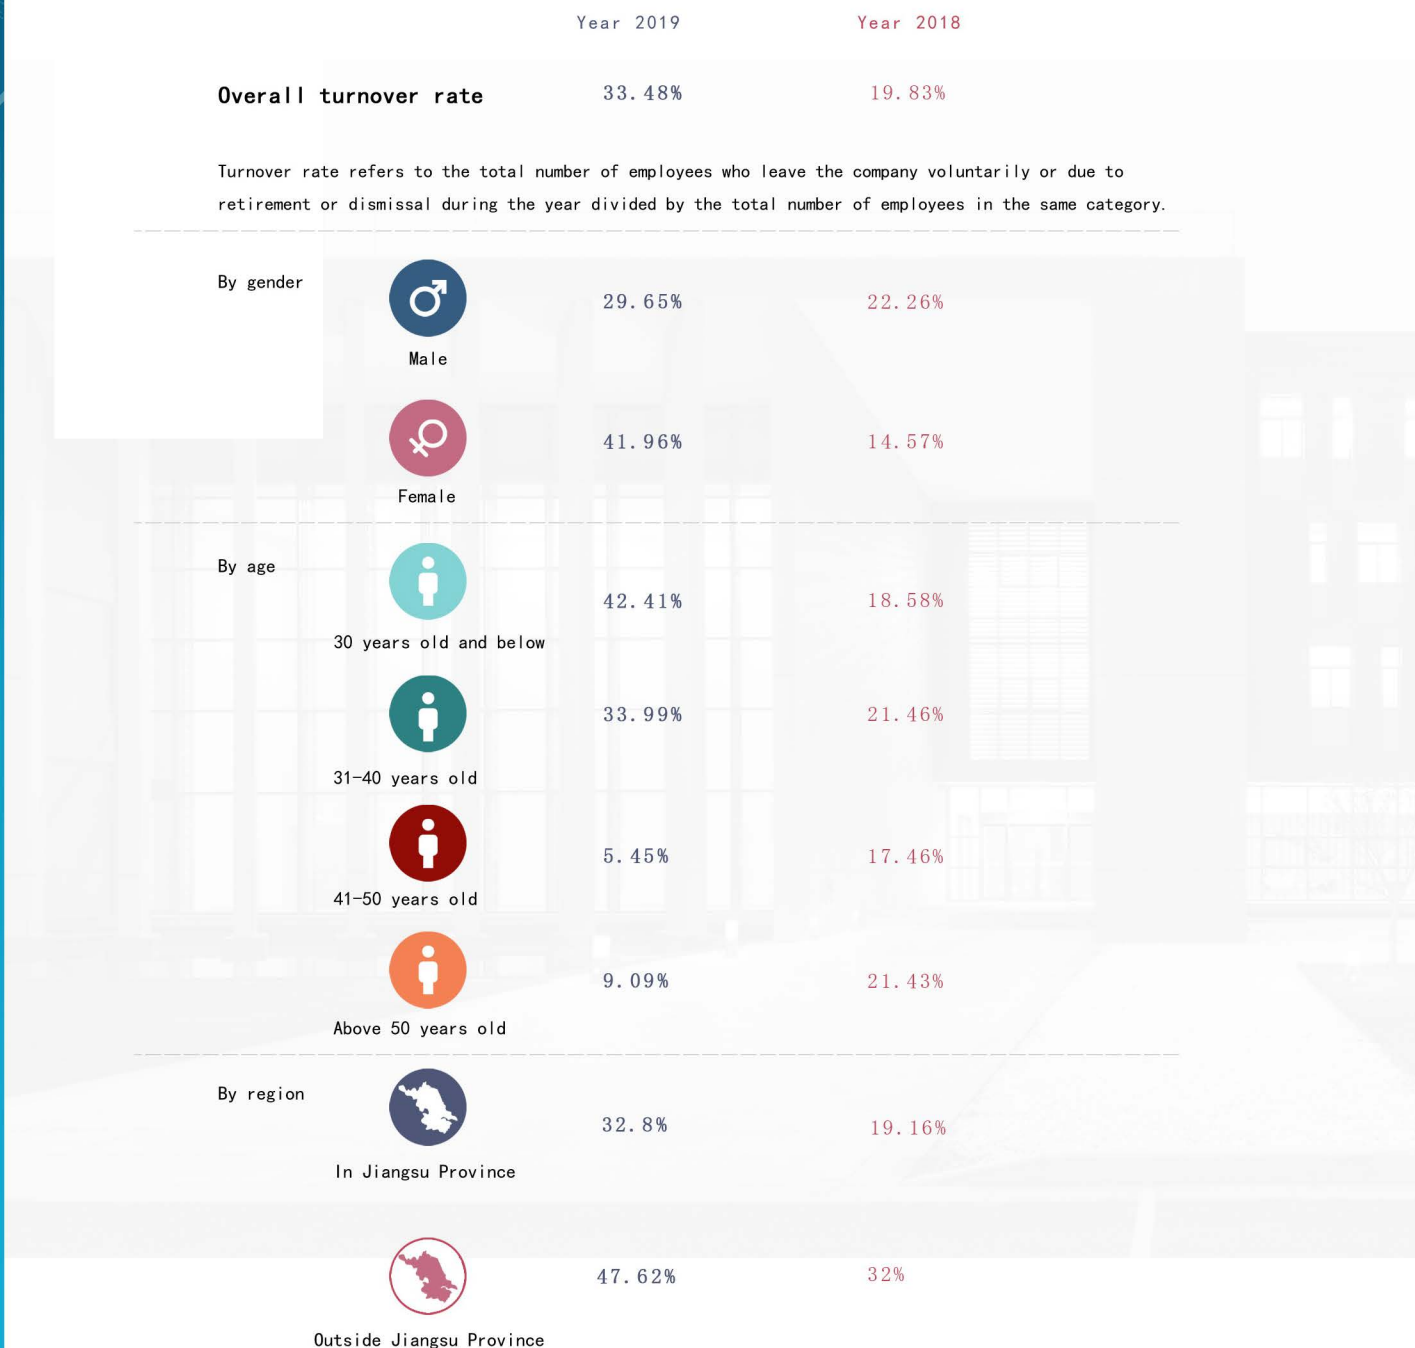 Year 2019 Year 2018
Overall turnover rate 33.48% 19.83%
Turnover rate refers to the total number of employees who leave the company voluntarily or due to
retirement or dismissal during the year divided by the total number of employees in the same category.
By gender
29.65% 22.26%
Male
41.96% 14.57%
Female
By age
42.41% 18.58%
30 years old and below
33.99% 21.46%
31-40 years old
5.45% 17.46%
41-50 years old
9.09% 21.43%
Above 50 years old
By region
32.8% 19.16%
In Jiangsu Province
47.62% 32%
Outside Jiangsu Province